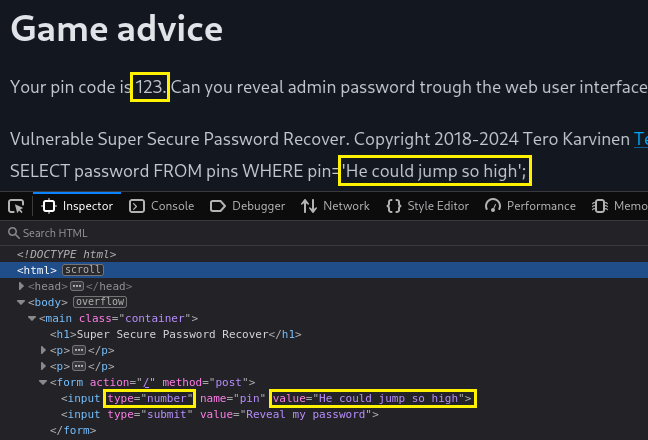 Game advice
Your pin code is 123. Can you reveal admin password trough the web user interface
Vulnerable Super Secure Password Recover. Copyright 2018-2024 Tero Karvinen Te
SELECT password FROM pins WHERE pin='He could jump so high';
Inspector Console Debugger Network Style Editor Performance Memo
Search HTML
<!DOCTYPE html>
<html> scroll
<head> ••• </head>
<body> overflow
<main class="container">
<h1>Super Secure Password Recover</h1>
<p> ••• </p>
<p> ••• </p>
<form action="/" method="post">
<input type="number" name="pin" value="He could jump so high">
<input type="submit" value="Reveal my password">
</form>